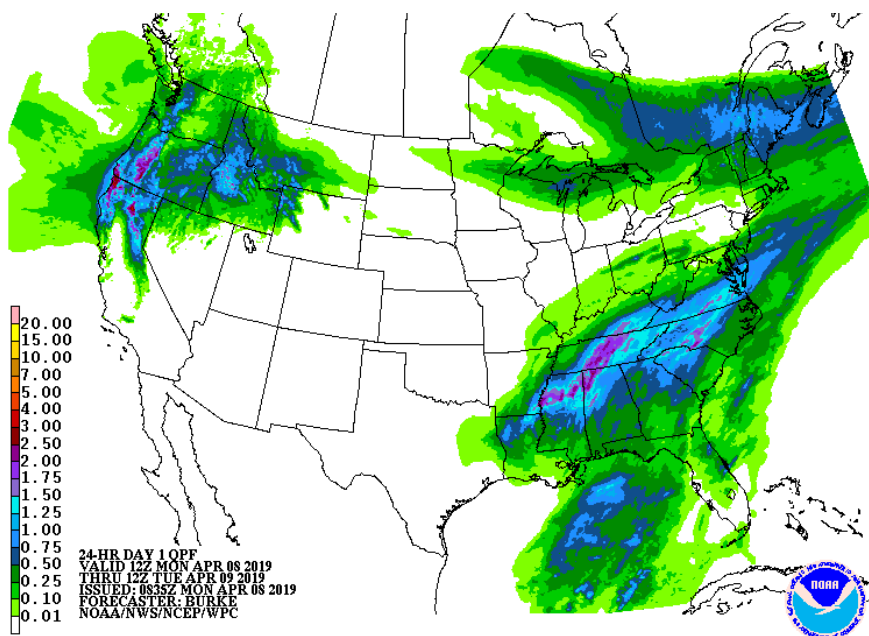 20.00
15.00
10.00
7.00
5.00
4.00
3.00
2.50
2.00
1.75
1.50
1.25
1.00
0.75
0.50
0.25
0.10
0.01
24-HR DAY 1 QPF
VALID 12Z MON APR 08 2019
THRU 12Z TUE APR 09 2019
ISSUED: 0835Z MON APR 08 2019
FORECASTER: BURKE
NOAA/NWS/NCEP/WPC
NOAA